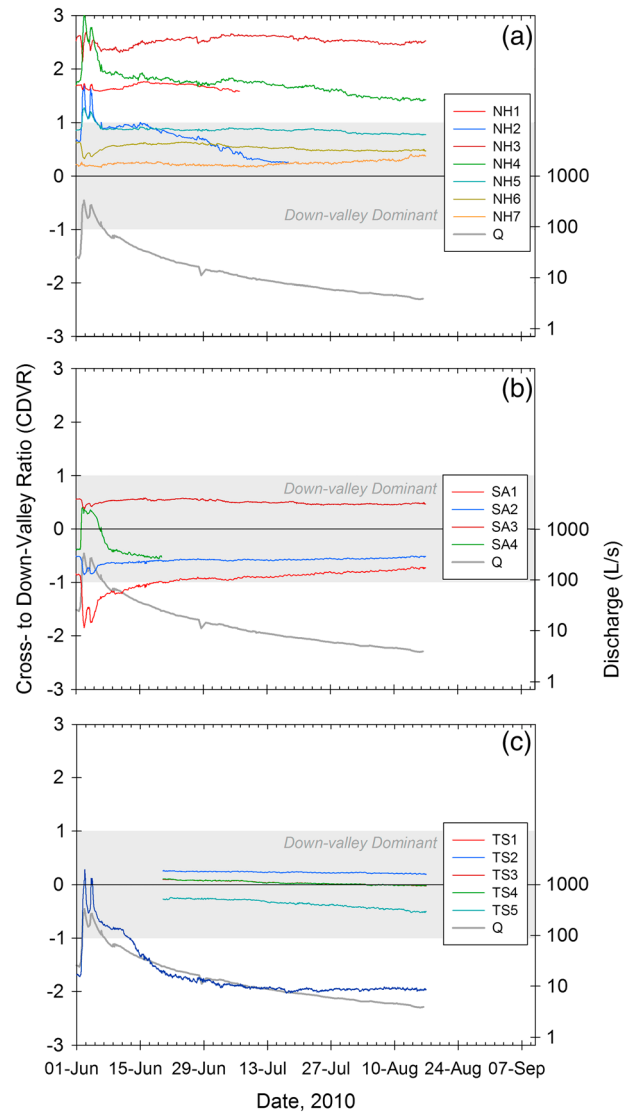 (a)
3
2
1
0
-1
-2
-3
1000
100
10
1
Down-valley Dominant
NH1
NH2
NH3
NH4
NH5
NH6
NH7
Q
Cross- to Down-Valley Ratio (CDVR)
Discharge (L/s)
(b)
3
2
1
0
-1
-2
-3
1000
100
10
1
Down-valley Dominant
SA1
SA2
SA3
SA4
Q
(c)
3
2
1
0
-1
-2
-3
1000
100
10
1
Down-valley Dominant
TS1
TS2
TS3
TS4
TS5
Q
01-Jun 15-Jun 29-Jun 13-Jul 27-Jul 10-Aug 24-Aug 07-Sep
Date, 2010